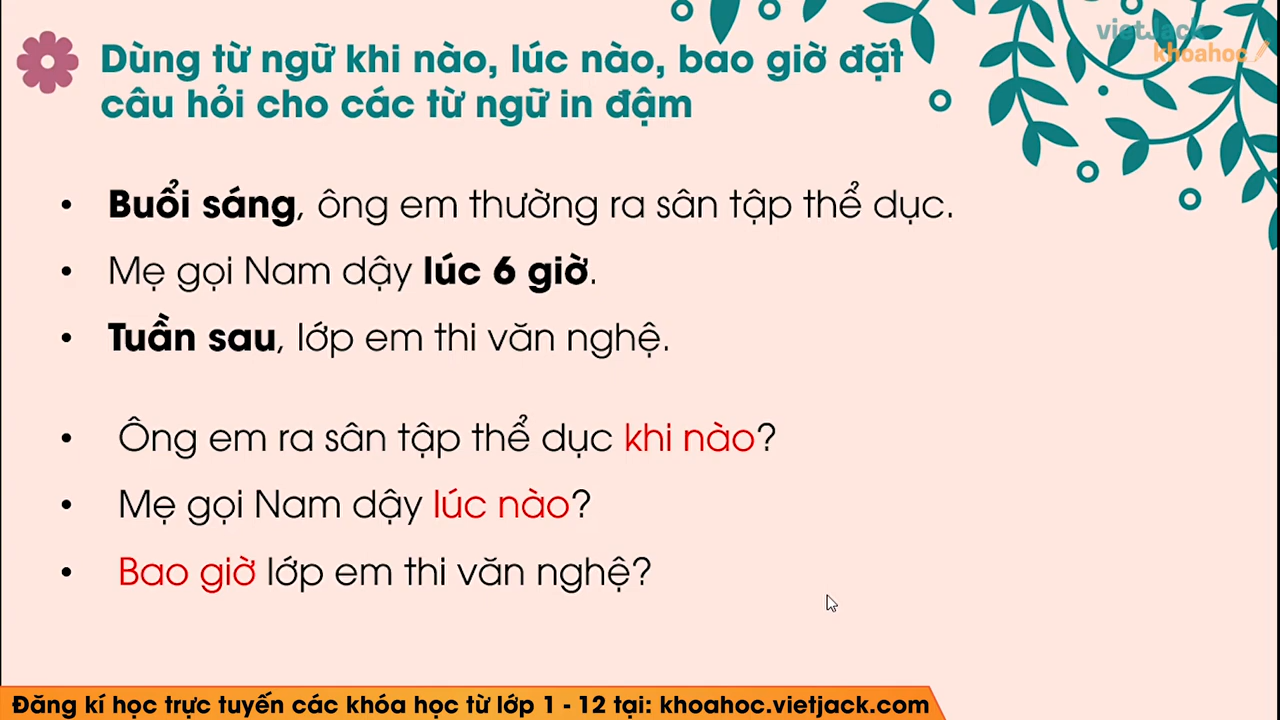 vietJack
khoahoc
Dùng từ ngữ khi nào, lúc nào, bao giờ đặt
câu hỏi cho các từ ngữ in đậm
• Buổi sáng, ông em thường ra sân tập thể dục.
• Mẹ gọi Nam dậy lúc 6 giờ.
• Tuần sau, lớp em thi văn nghệ.
• Ông em ra sân tập thể dục khi nào?
• Mẹ gọi Nam dậy lúc nào?
• Bao giờ lớp em thi văn nghệ?
Đăng kí học trực tuyến các khóa học từ lớp 1 - 12 tại: khoahoc.vietjack.com